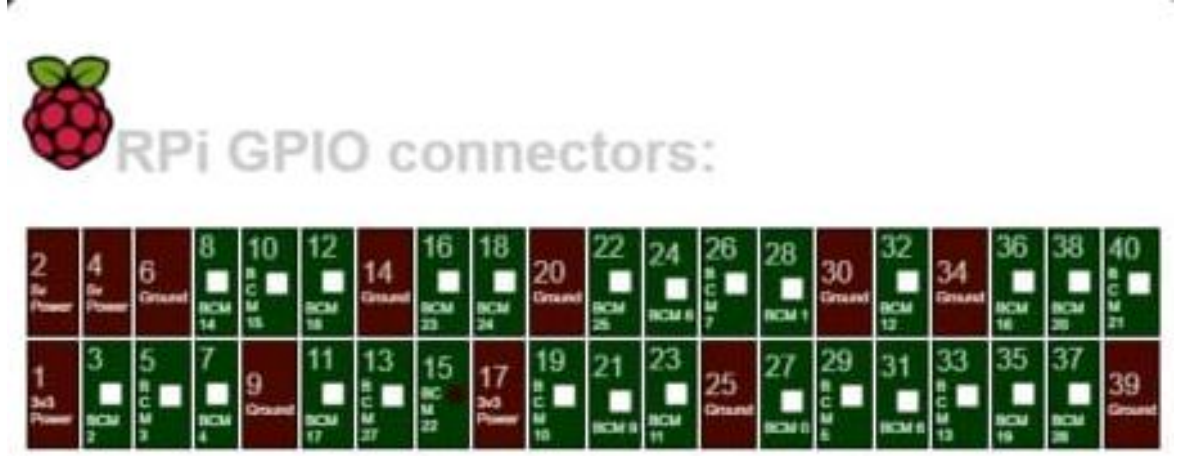 RPi GPIO connectors:
2 5v Power
4 5v Power
6 Ground
8 BCM 14
10 BCM 15
12 BCM 18
14 Ground
16 BCM 23
18 BCM 24
20 Ground
22 BCM 25
24 BCM 8
26 BCM 7
28 BCM 1
30 Ground
32 BCM 12
34 Ground
36 BCM 16
38 BCM 20
40 BCM 21
1 3v3 Power
3 BCM 2
5 BCM 3
7 BCM 4
9 Ground
11 BCM 17
13 BCM 27
15 BCM 22
17 3v3 Power
19 BCM 10
21 BCM 9
23 BCM 11
25 Ground
27 BCM 0
29 BCM 5
31 BCM 6
33 BCM 13
35 BCM 19
37 BCM 26
39 Ground